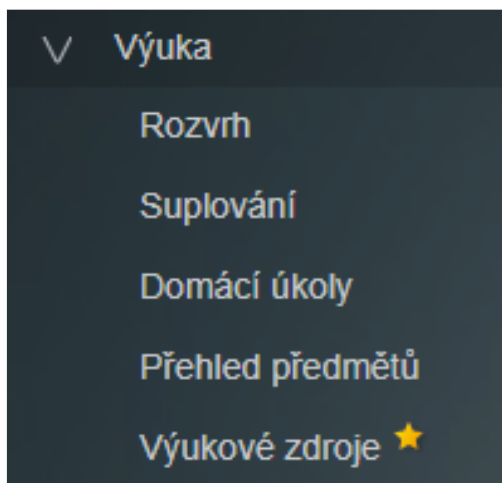 Výuka
Rozvrh
Suplování
Domácí úkoly
Přehled předmětů
Výukové zdroje